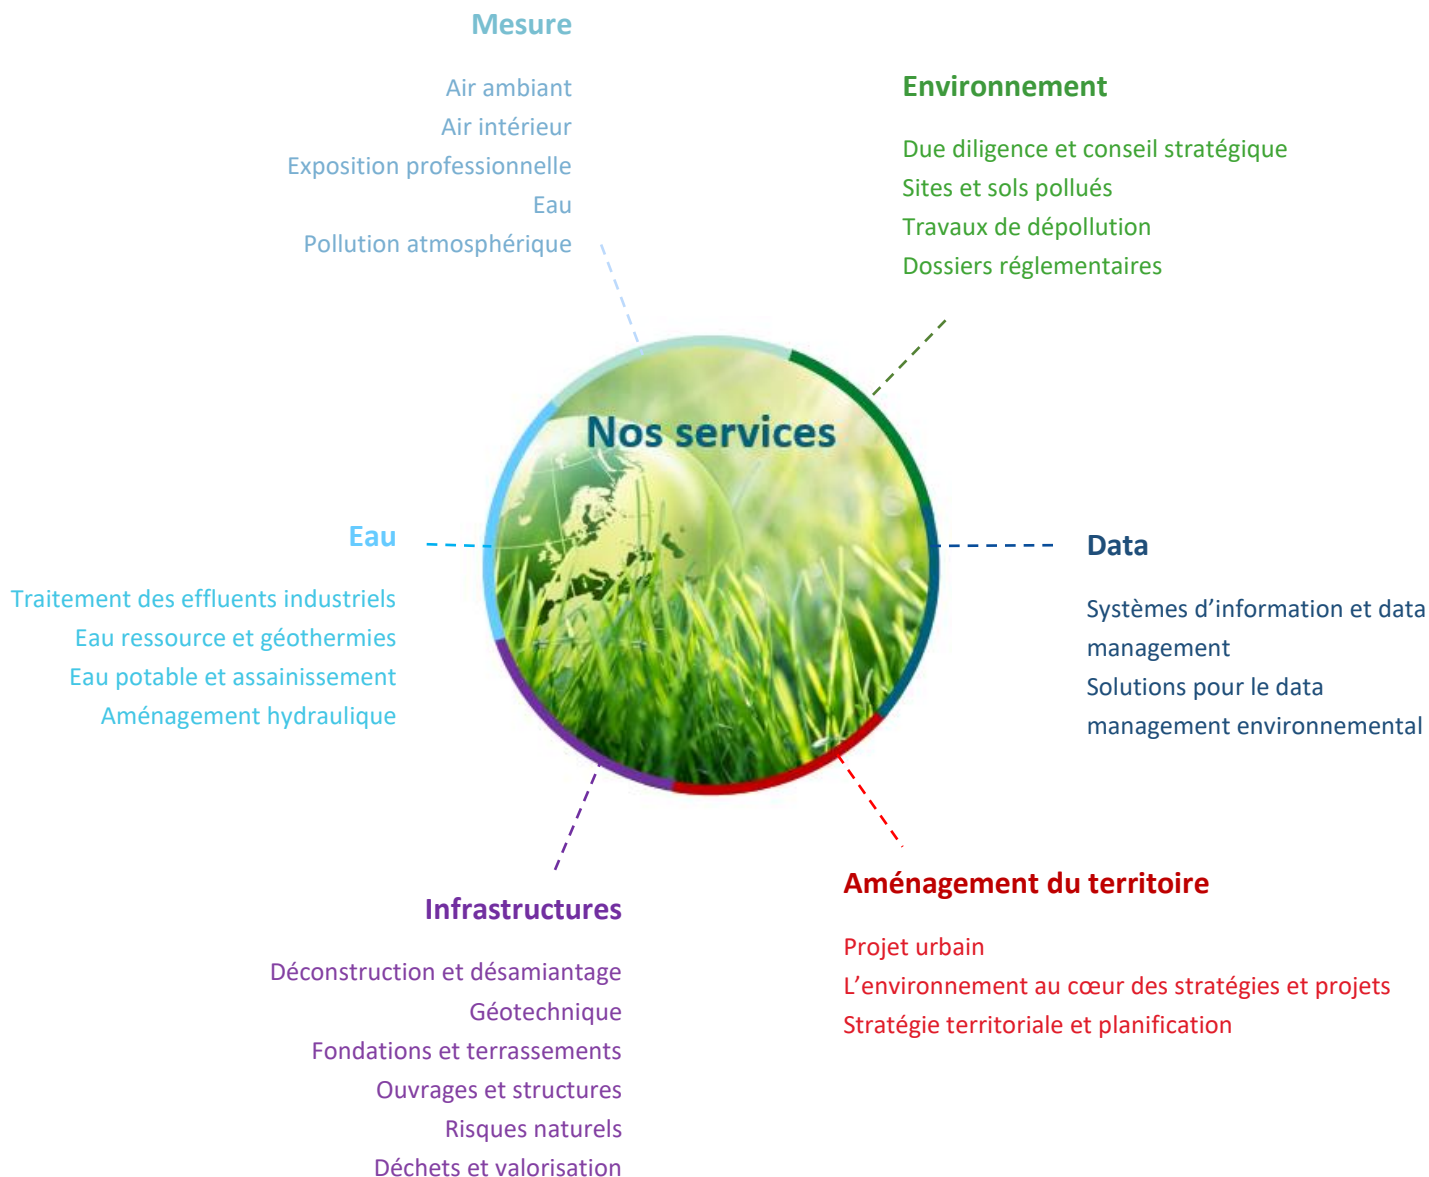 Mesure
Air ambiant
Air intérieur
Exposition professionnelle
Eau
Pollution atmosphérique
Environnement
Due diligence et conseil stratégique
Sites et sols pollués
Travaux de dépollution
Dossiers réglementaires
Nos services
Eau
Traitement des effluents industriels
Eau ressource et géothermies
Eau potable et assainissement
Aménagement hydraulique
Data
Systèmes d’information et data
management
Solutions pour le data
management environnemental
Infrastructures
Déconstruction et désamiantage
Géotechnique
Fondations et terrassements
Ouvrages et structures
Risques naturels
Déchets et valorisation
Aménagement du territoire
Projet urbain
L’environnement au cœur des stratégies et projets
Stratégie territoriale et planification